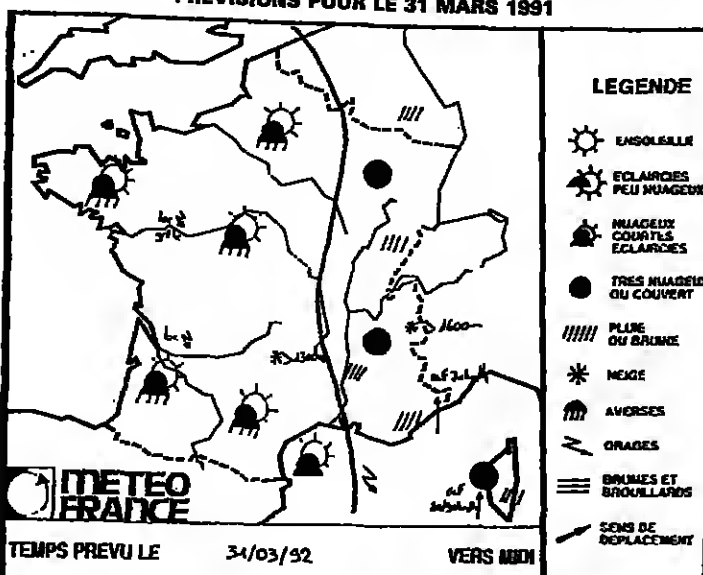 PREVISIONS POUR LE 31 MARS 1991
LEGENDE
ENSOLEILLE
ECLAIRCIES
PEU NUAGEUX
NUAGEUX
COURTES
ECLAIRCIES
TRES NUAGEUX
OU COUVERT
PLUIE
OU BRUINE
NEIGE
AVERSES
ORAGES
BRUMES ET
BROUILLARDS
SENS DE
DEPLACEMENT
1600m
1300
METEO
FRANCE
TEMPS PREVU LE 31/03/92 VERS MIDI